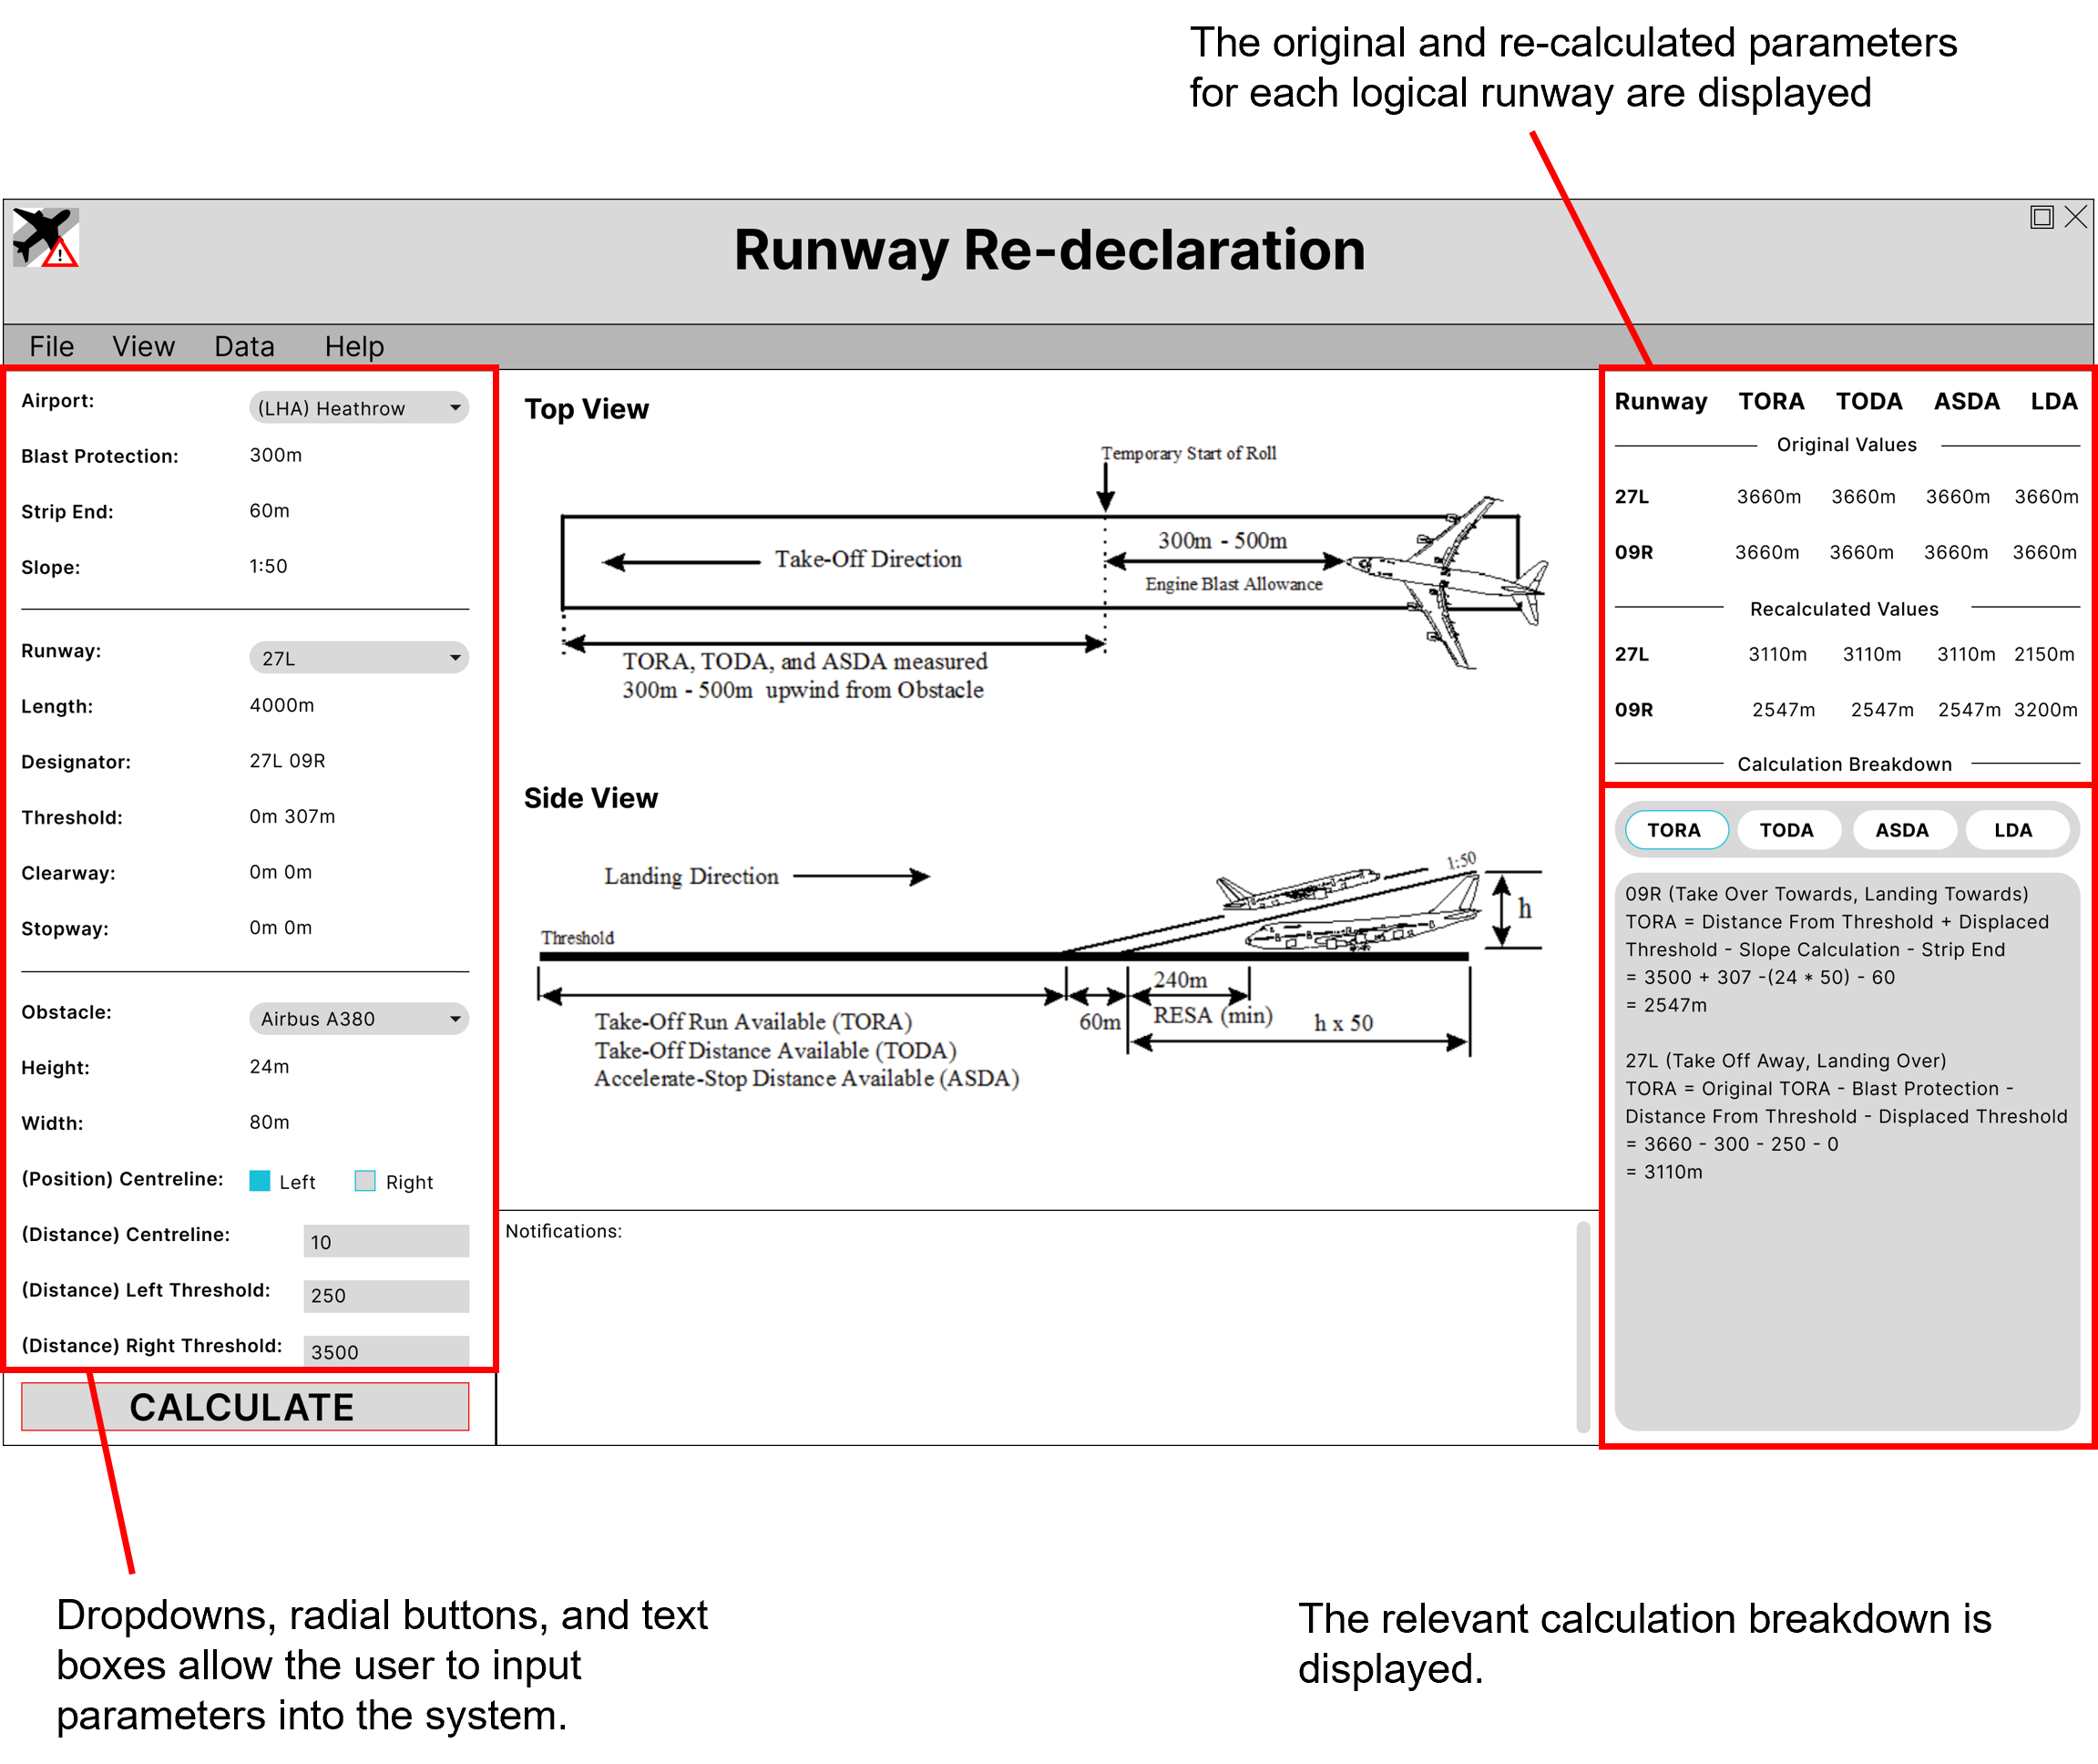 The original and re-calculated parameters
for each logical runway are displayed
!
Runway Re-declaration
File View Data Help
Airport: (LHA) Heathrow
Blast Protection: 300m
Strip End: 60m
Slope: 1:50
Runway: 27L
Length: 4000m
Designator: 27L 09R
Threshold: 0m 307m
Clearway: 0m 0m
Stopway: 0m 0m
Obstacle: Airbus A380
Height: 24m
Width: 80m
(Position) Centreline: Left Right
(Distance) Centreline: 10
(Distance) Left Threshold: 250
(Distance) Right Threshold: 3500
CALCULATE
Top View
Temporary Start of Roll
Take-Off Direction
300m - 500m
Engine Blast Allowance
TORA, TODA, and ASDA measured
300m - 500m upwind from Obstacle
Side View
Landing Direction
1:50
h
Threshold
240m
RESA (min)
60m
h x 50
Take-Off Run Available (TORA)
Take-Off Distance Available (TODA)
Accelerate-Stop Distance Available (ASDA)
Notifications:
Runway TORA TODA ASDA LDA
Original Values
27L 3660m 3660m 3660m 3660m
09R 3660m 3660m 3660m 3660m
Recalculated Values
27L 3110m 3110m 3110m 2150m
09R 2547m 2547m 2547m 3200m
Calculation Breakdown
TORA TODA ASDA LDA
09R (Take Over Towards, Landing Towards)
TORA = Distance From Threshold + Displaced
Threshold - Slope Calculation - Strip End
= 3500 + 307 -(24 * 50) - 60
= 2547m
27L (Take Off Away, Landing Over)
TORA = Original TORA - Blast Protection -
Distance From Threshold - Displaced Threshold
= 3660 - 300 - 250 - 0
= 3110m
Dropdowns, radial buttons, and text
boxes allow the user to input
parameters into the system.
The relevant calculation breakdown is
displayed.